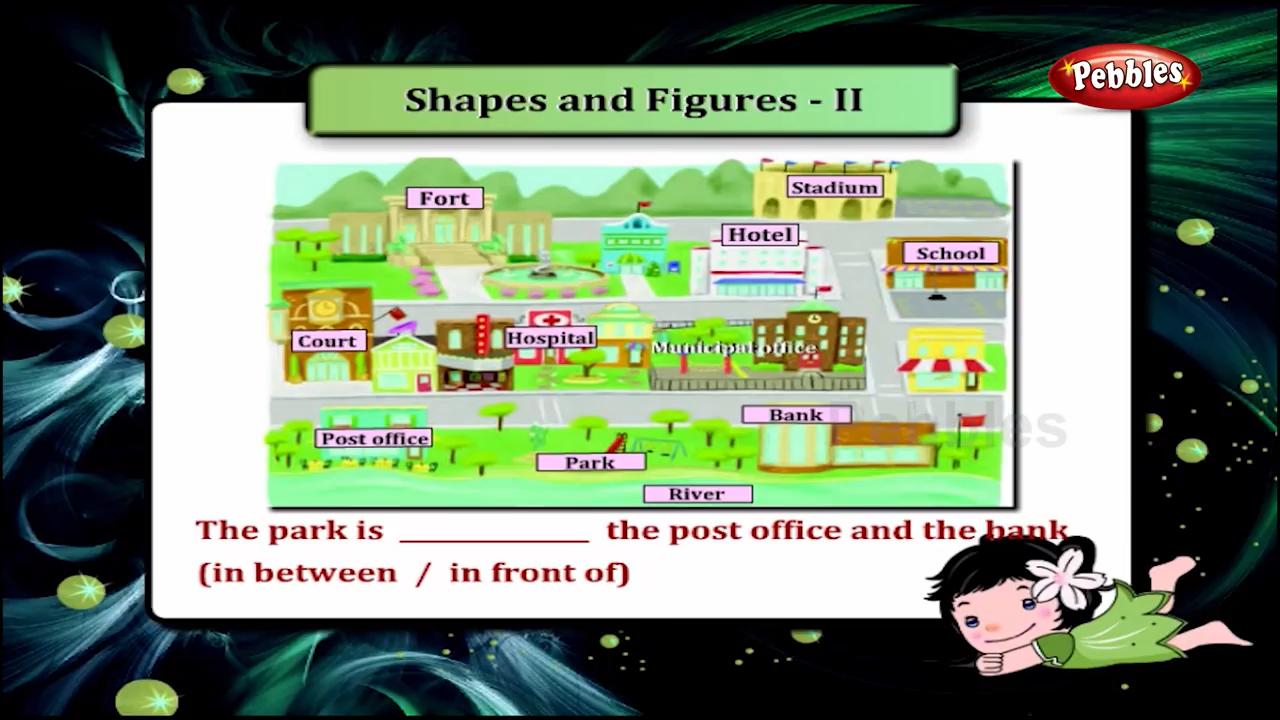 Pebbles
Shapes and Figures - II
Stadium
Fort
Hotel
School
Court
Hospital
Municipal office
Bank
Pebbles
Post office
Park
River
The park is ____________ the post office and the bank
(in between / in front of)